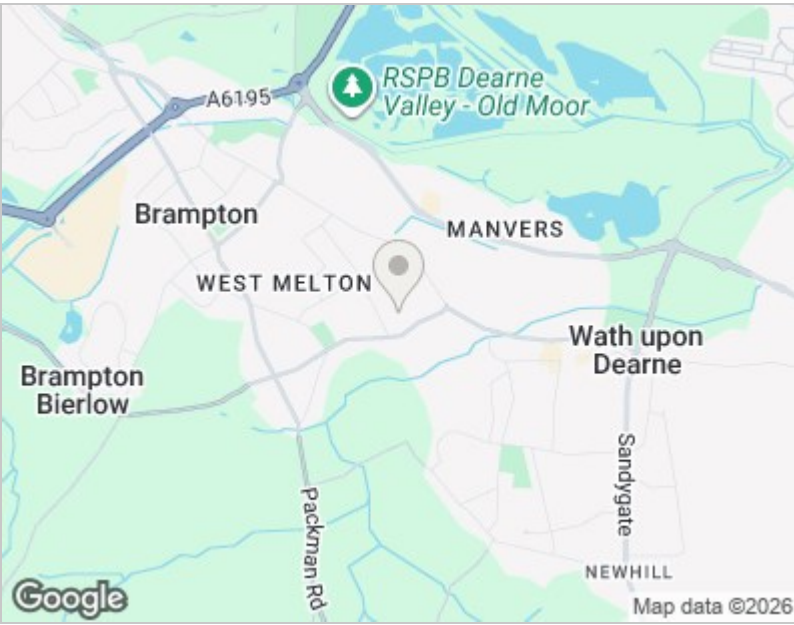 RSPB Dearne
Valley - Old Moor
A6195
Brampton
MANVERS
WEST MELTON
Wath upon
Dearne
Brampton
Bierlow
Sandygate
Packman Rd
NEWHILL
Google
Map data ©2026